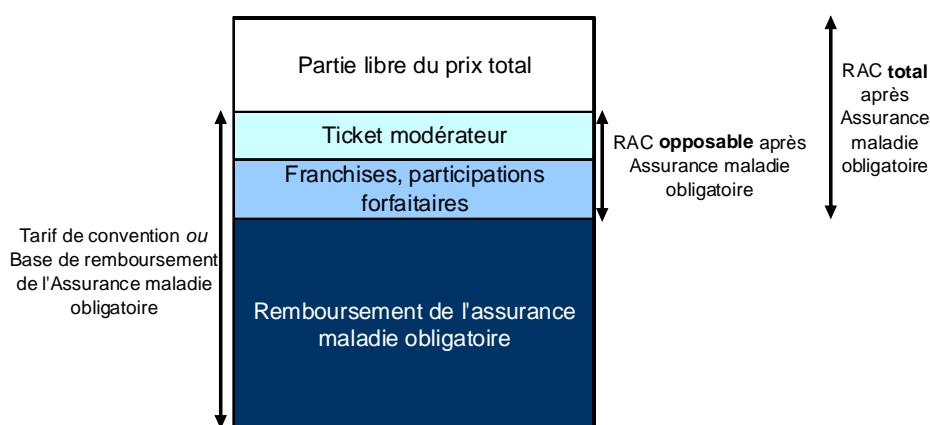 Partie libre du prix total
Ticket modérateur
Franchises, participations
forfaitaires
Remboursement de l'assurance
maladie obligatoire
Tarif de convention ou
Base de remboursement
de l'Assurance maladie
obligatoire
RAC opposable après
Assurance maladie
obligatoire
RAC total
après
Assurance
maladie
obligatoire